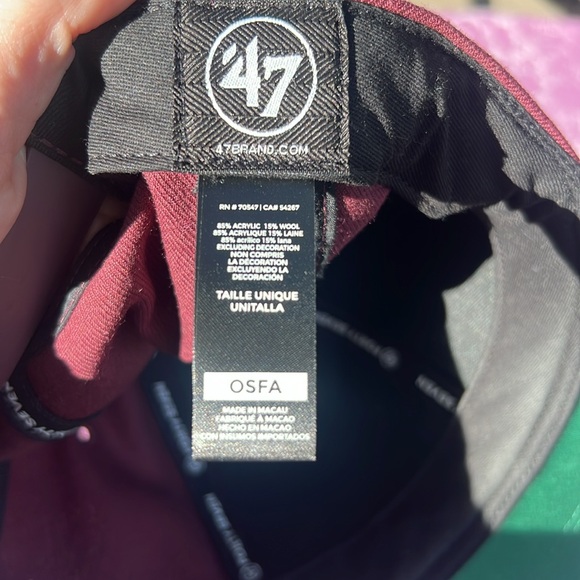 '47
47BRAND.COM
RN # 70547 | CA# 54267
85% ACRYLIC 15% WOOL
85% ACRYLIQUE 15% LAINE
85% acrílico 15% lana
EXCLUDING DECORATION
NON COMPRIS
LA DÉCORATION
EXCLUYENDO LA
DECORACIÓN
TAILLE UNIQUE
UNITALLA
OSFA
MADE IN MACAU
FABRIQUÉ À MACAO
HECHO EN MACAO
CON INSUMOS IMPORTADOS